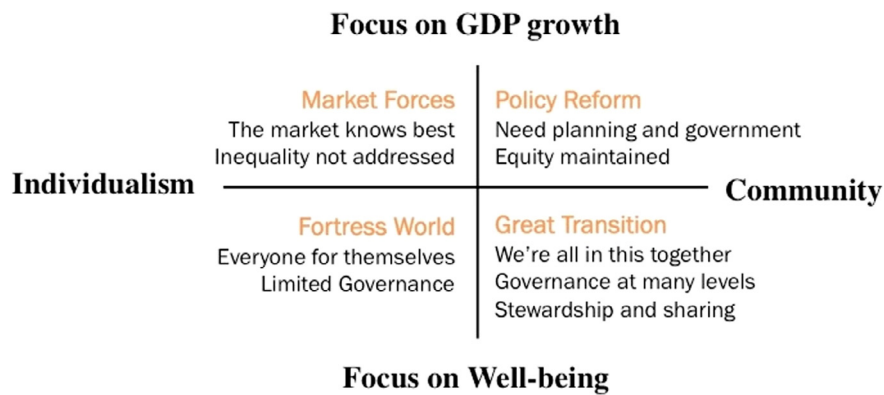 Focus on GDP growth
Market Forces
The market knows best
Inequality not addressed
Policy Reform
Need planning and government
Equity maintained
Individualism
Community
Fortress World
Everyone for themselves
Limited Governance
Great Transition
We're all in this together
Governance at many levels
Stewardship and sharing
Focus on Well-being